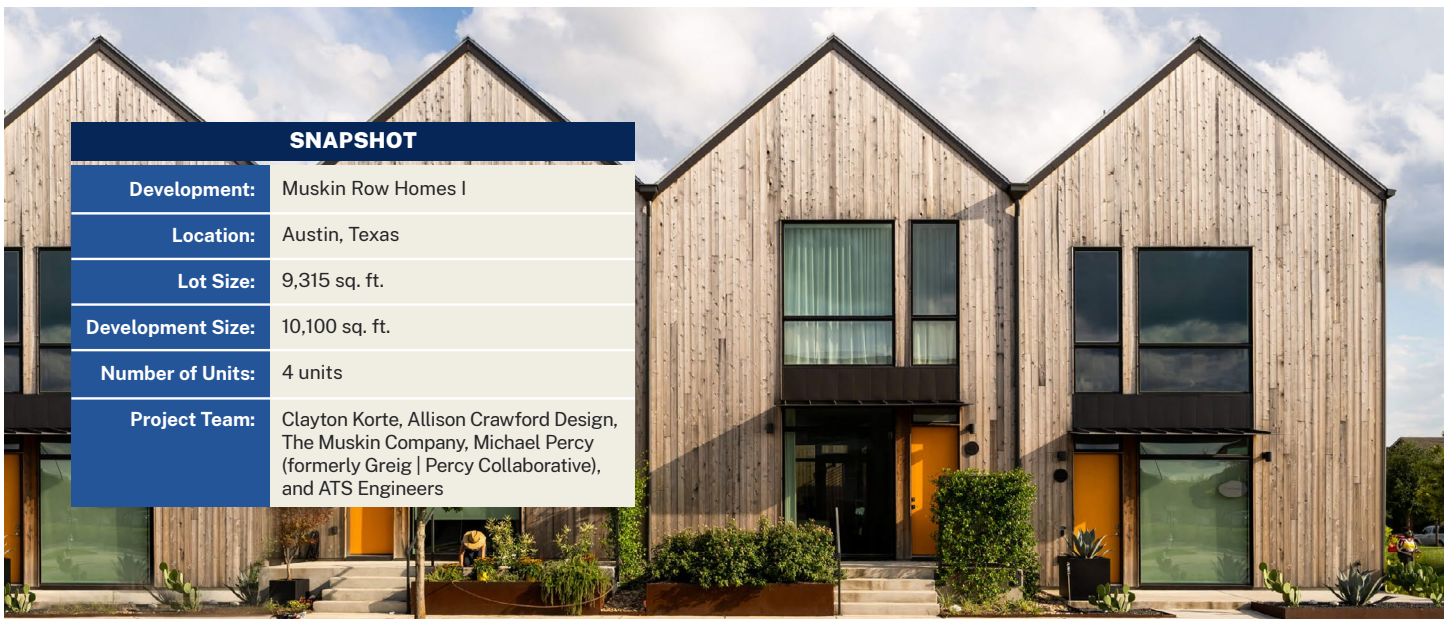 SNAPSHOT
Development: Muskin Row Homes I
Location: Austin, Texas
Lot Size: 9,315 sq. ft.
Development Size: 10,100 sq. ft.
Number of Units: 4 units
Project Team: Clayton Korte, Allison Crawford Design,
The Muskin Company, Michael Percy
(formerly Greig | Percy Collaborative),
and ATS Engineers